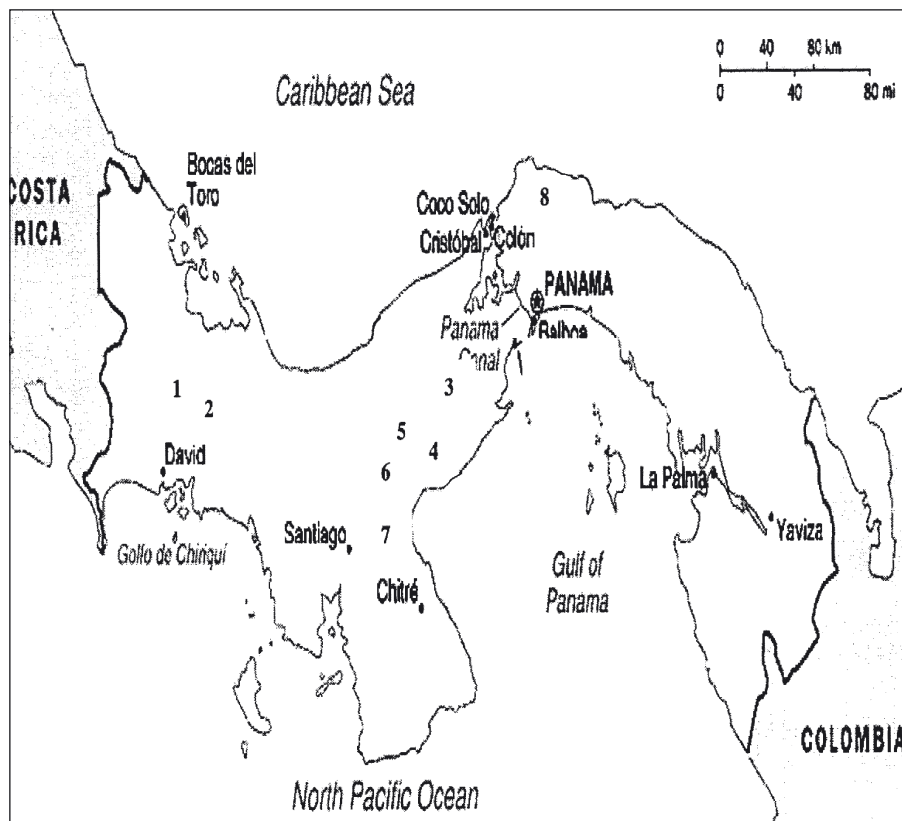 0 40 80 km
0 40 80 mi
Caribbean Sea
Bocas del
Toro
COSTA
RICA
8
Coco Solo
Cristóbal
Colón
PANAMA
Panama
Canal
Balboa
1
2
3
5
4
6
David
La Palma
7
Santiago
Yaviza
Golfo de Chiriquí
Gulf of
Panama
Chitré
COLOMBIA
North Pacific Ocean